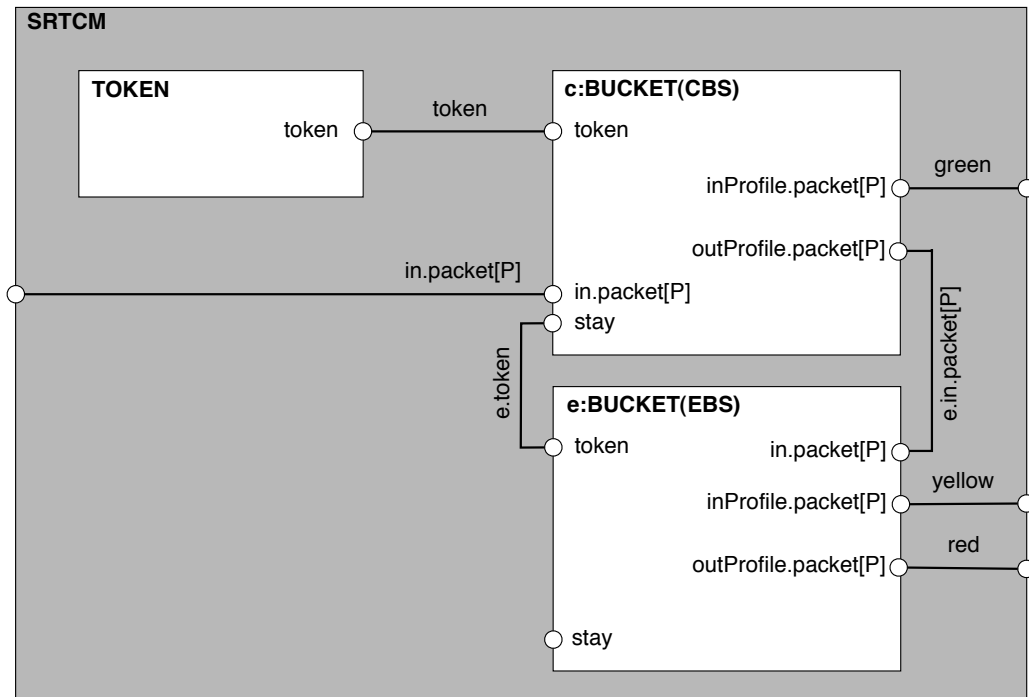 SRTCM
TOKEN
token
token
c:BUCKET(CBS)
token
inProfile.packet[P]
green
outProfile.packet[P]
in.packet[P]
in.packet[P]
stay
e.token
e.in.packet[P]
e:BUCKET(EBS)
token
in.packet[P]
inProfile.packet[P]
yellow
outProfile.packet[P]
red
stay